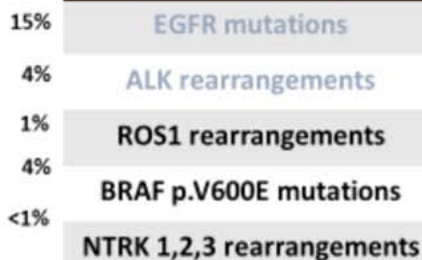 15% EGFR mutations
4% ALK rearrangements
1% ROS1 rearrangements
4% BRAF p.V600E mutations
<1% NTRK 1,2,3 rearrangements